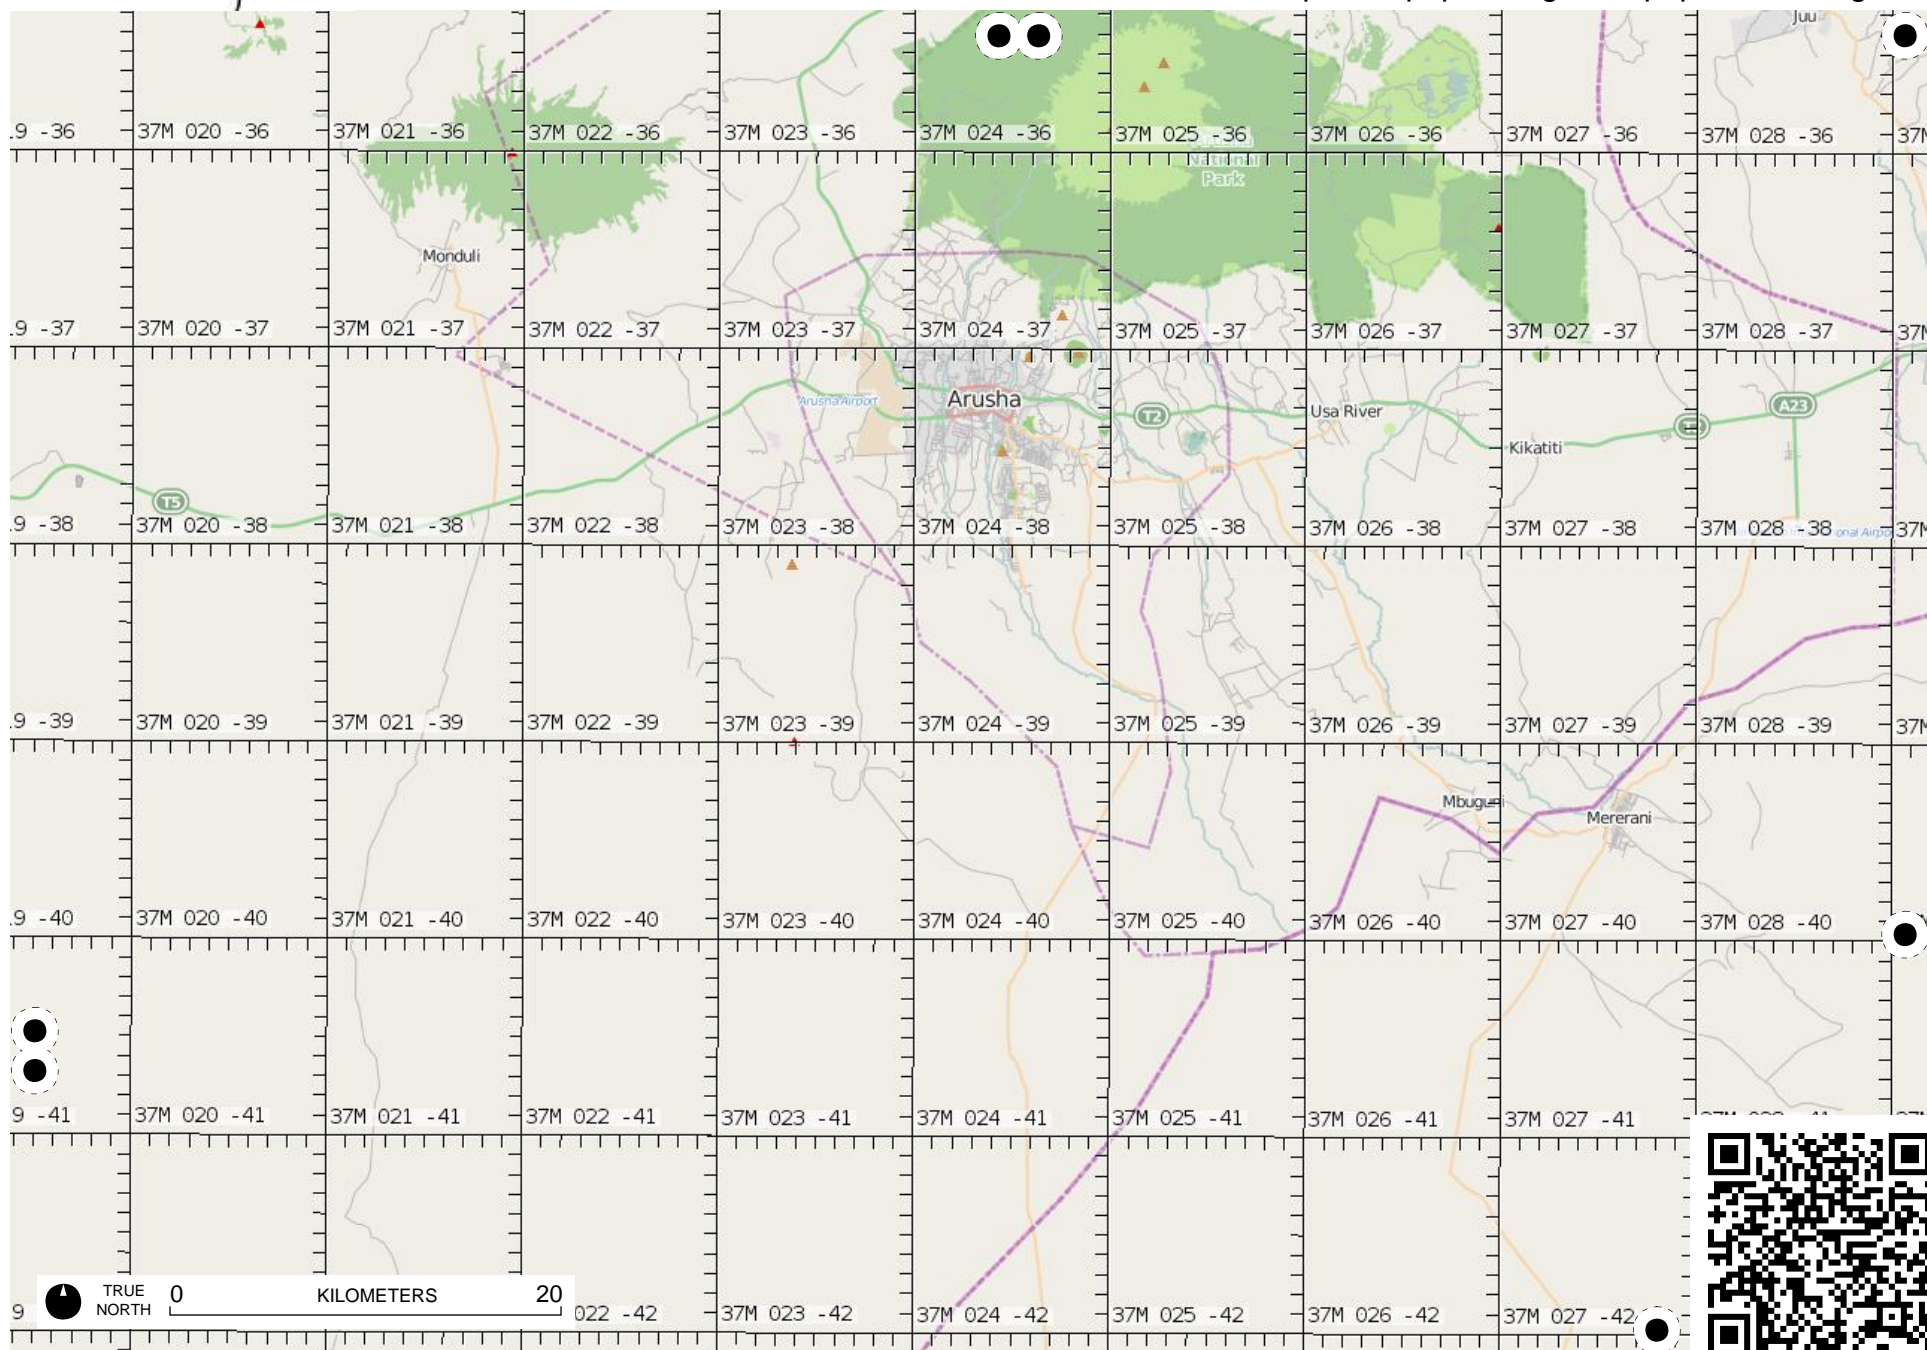 Juu
9 -36 37M 020 -36 37M 021 -36 37M 022 -36 37M 023 -36 37M 024 -36 37M 025 -36 37M 026 -36 37M 027 -36 37M 028 -36 37M
National
Park
Monduli
9 -37 37M 020 -37 37M 021 -37 37M 022 -37 37M 023 -37 37M 024 -37 37M 025 -37 37M 026 -37 37M 027 -37 37M 028 -37 37M
Arusha Airport
Arusha
T2
Usa River
A23
Kikatiti
T5
9 -38 37M 020 -38 37M 021 -38 37M 022 -38 37M 023 -38 37M 024 -38 37M 025 -38 37M 026 -38 37M 027 -38 37M 028 -38 37M
9 -39 37M 020 -39 37M 021 -39 37M 022 -39 37M 023 -39 37M 024 -39 37M 025 -39 37M 026 -39 37M 027 -39 37M 028 -39 37M
Mbuguni
Mererani
9 -40 37M 020 -40 37M 021 -40 37M 022 -40 37M 023 -40 37M 024 -40 37M 025 -40 37M 026 -40 37M 027 -40 37M 028 -40
9 -41 37M 020 -41 37M 021 -41 37M 022 -41 37M 023 -41 37M 024 -41 37M 025 -41 37M 026 -41 37M 027 -41
TRUE
NORTH
0 KILOMETERS 20
9 022 -42 37M 023 -42 37M 024 -42 37M 025 -42 37M 026 -42 37M 027 -42